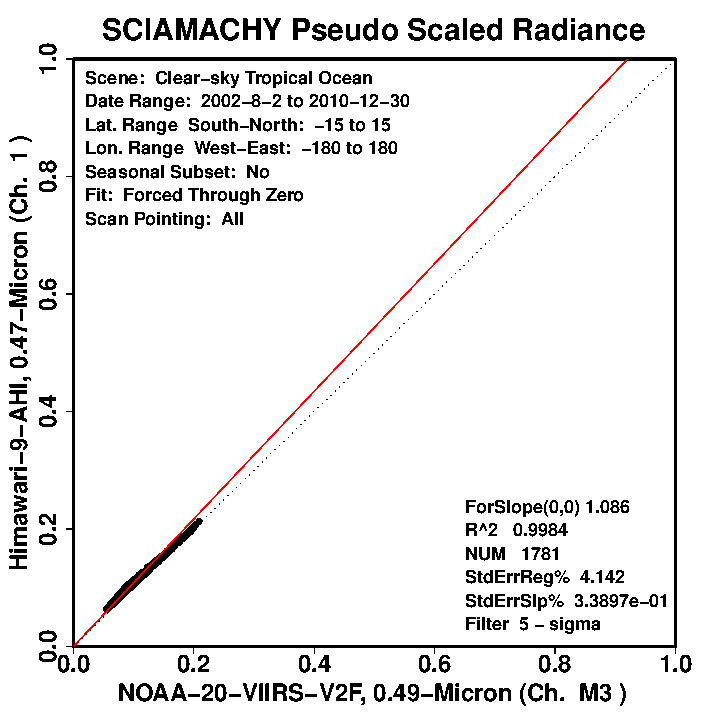 SCIAMACHY Pseudo Scaled Radiance
Scene: Clear-sky Tropical Ocean
Date Range: 2002-8-2 to 2010-12-30
Lat. Range South-North: -15 to 15
Lon. Range West-East: -180 to 180
Seasonal Subset: No
Fit: Forced Through Zero
Scan Pointing: All
Himawari-9-AHI, 0.47-Micron (Ch. 1 )
1.0
0.8
0.6
0.4
0.2
0.0
ForSlope(0,0) 1.086
R^2 0.9984
NUM 1781
StdErrReg% 4.142
StdErrSlp% 3.3897e-01
Filter 5 - sigma
0.0 0.2 0.4 0.6 0.8 1.0
NOAA-20-VIIRS-V2F, 0.49-Micron (Ch. M3 )